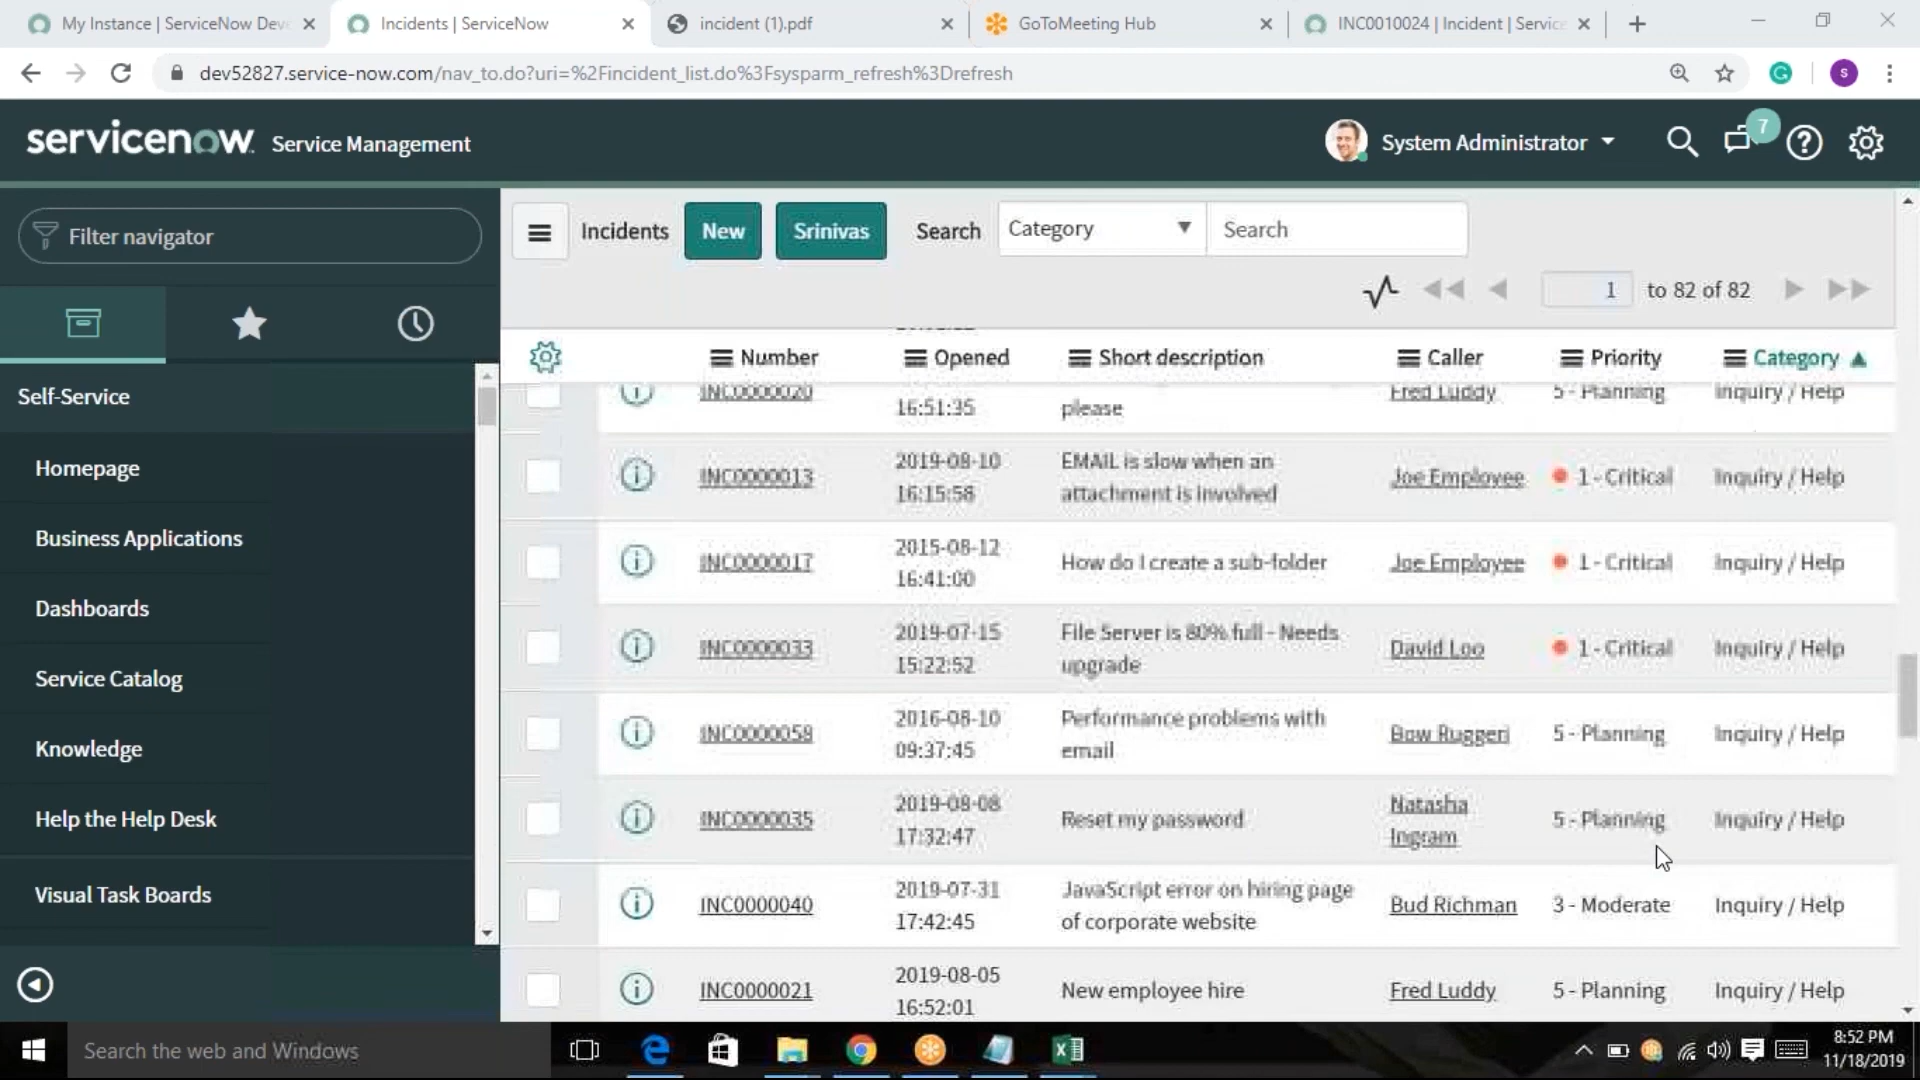 My Instance | ServiceNow Dev
Incidents | ServiceNow
incident (1).pdf
GoToMeeting Hub
INC0010024 | Incident | Service
dev52827.service-now.com/nav_to.do?uri=%2Fincident_list.do%3Fsysparm_refresh%3Drefresh
s
servicenow Service Management
System Administrator
7
Filter navigator
Incidents New Srinivas Search Category Search
1 to 82 of 82
Number Opened Short description Caller Priority Category
INC0000020 16:51:35 please Fred Luddy 5 - Planning Inquiry / Help
INC0000013 2019-08-10 16:15:58 EMAIL is slow when an attachment is involved Joe Employee 1 - Critical Inquiry / Help
INC0000017 2015-08-12 16:41:00 How do I create a sub-folder Joe Employee 1 - Critical Inquiry / Help
INC0000033 2019-07-15 15:22:52 File Server is 80% full - Needs upgrade David Loo 1 - Critical Inquiry / Help
INC0000058 2016-08-10 09:37:45 Performance problems with email Bow Ruggeri 5 - Planning Inquiry / Help
INC0000035 2019-08-08 17:32:47 Reset my password Natasha Ingram 5 - Planning Inquiry / Help
INC0000040 2019-07-31 17:42:45 JavaScript error on hiring page of corporate website Bud Richman 3 - Moderate Inquiry / Help
INC0000021 2019-08-05 16:52:01 New employee hire Fred Luddy 5 - Planning Inquiry / Help
Self-Service
Homepage
Business Applications
Dashboards
Service Catalog
Knowledge
Help the Help Desk
Visual Task Boards
Search the web and Windows
8:52 PM
11/18/2019